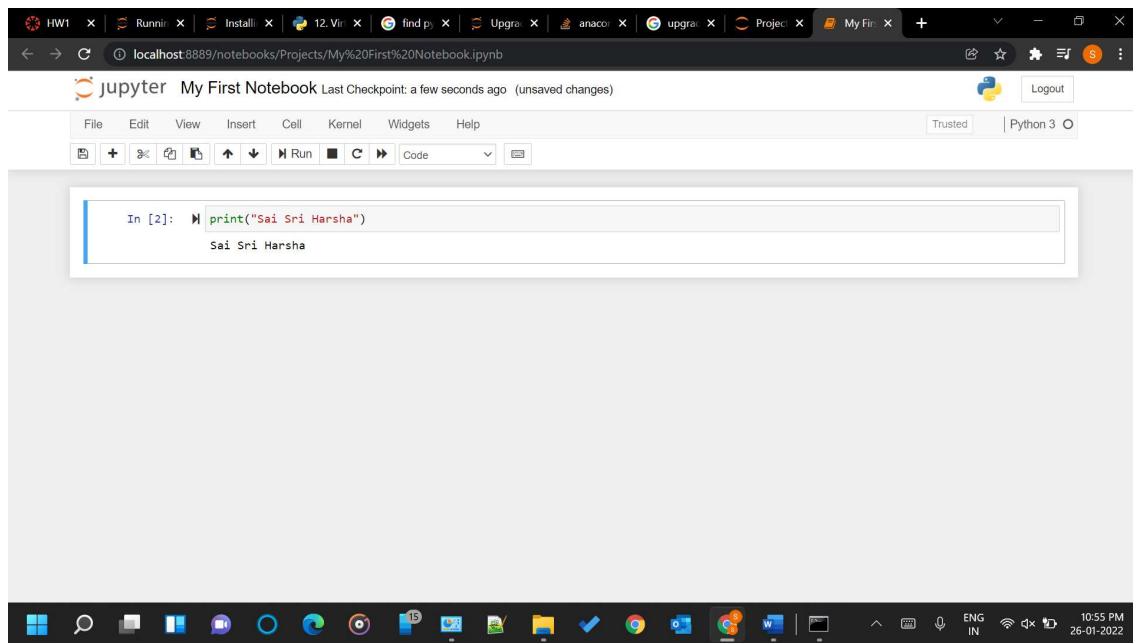 HW1 Runnin Installi 12. Vir find py Upgrac anacor upgrac Project My Firs
localhost:8889/notebooks/Projects/My%20First%20Notebook.ipynb S
jupyter My First Notebook Last Checkpoint: a few seconds ago (unsaved changes) Logout
File Edit View Insert Cell Kernel Widgets Help Trusted Python 3
Run Code
In [2]: print("Sai Sri Harsha")
Sai Sri Harsha
15
ENG 10:55 PM
IN 26-01-2022